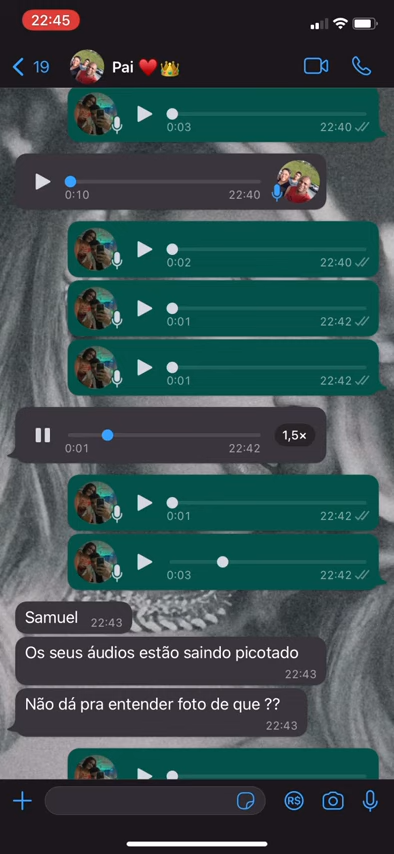 22:45
19
Pai ❤️👑
0:03 22:40
0:10 22:40
0:02 22:40
0:01 22:42
0:01 22:42
0:01 22:42
1,5×
0:01 22:42
0:03 22:42
Samuel 22:43
Os seus áudios estão saindo picotado
22:43
Não dá pra entender foto de que ??
22:43
R$